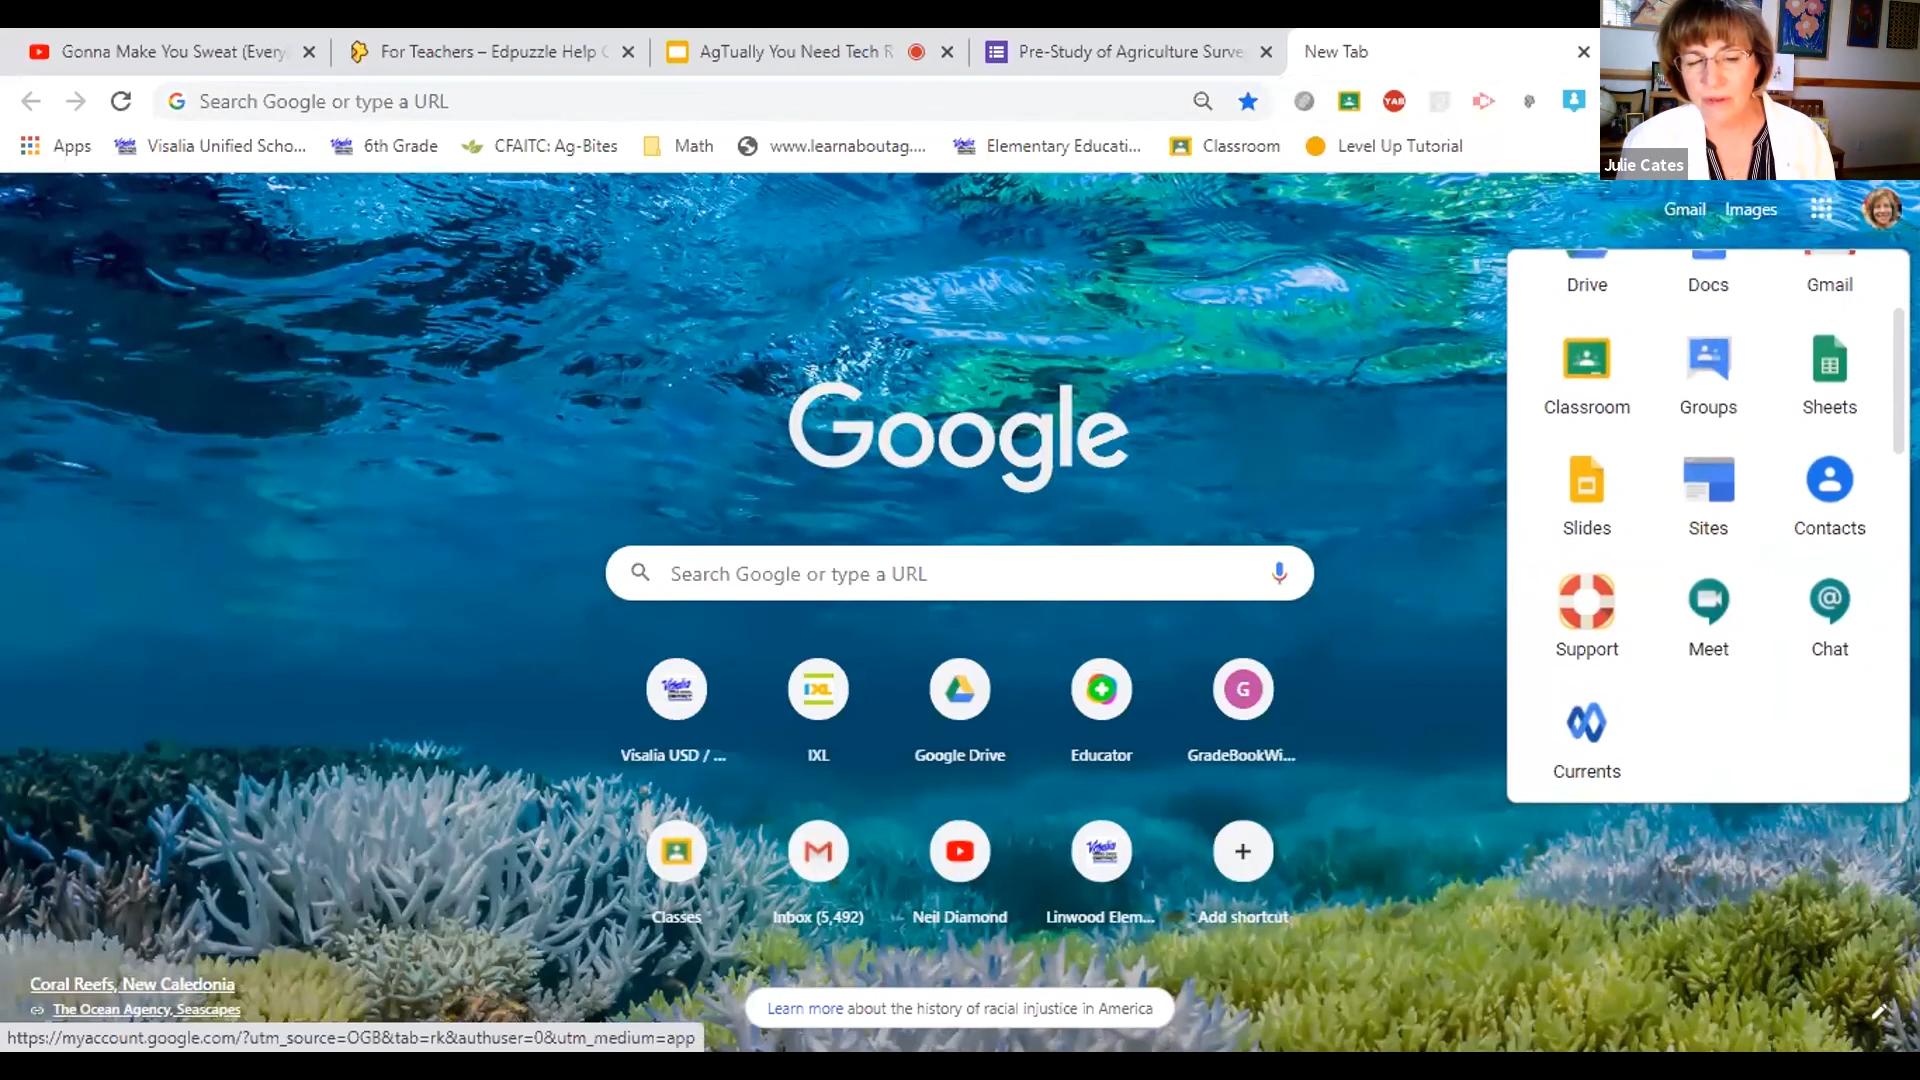 Gonna Make You Sweat (Every
For Teachers – Edpuzzle Help C
AgTually You Need Tech R
Pre-Study of Agriculture Surve
New Tab
Search Google or type a URL
YAB
Apps
Visalia Unified Scho...
6th Grade
CFAITC: Ag-Bites
Math
www.learnaboutag....
Elementary Educati...
Classroom
Level Up Tutorial
Julie Cates
Gmail
Images
Drive
Docs
Gmail
Classroom
Groups
Sheets
Slides
Sites
Contacts
Support
Meet
Chat
Currents
Google
Search Google or type a URL
IXL
G
Visalia USD / ...
IXL
Google Drive
Educator
GradeBookWi...
Classes
Inbox (5,492)
Neil Diamond
Linwood Elem...
Add shortcut
Coral Reefs, New Caledonia
The Ocean Agency, Seascapes
Learn more about the history of racial injustice in America
https://myaccount.google.com/?utm_source=OGB&tab=rk&authuser=0&utm_medium=app